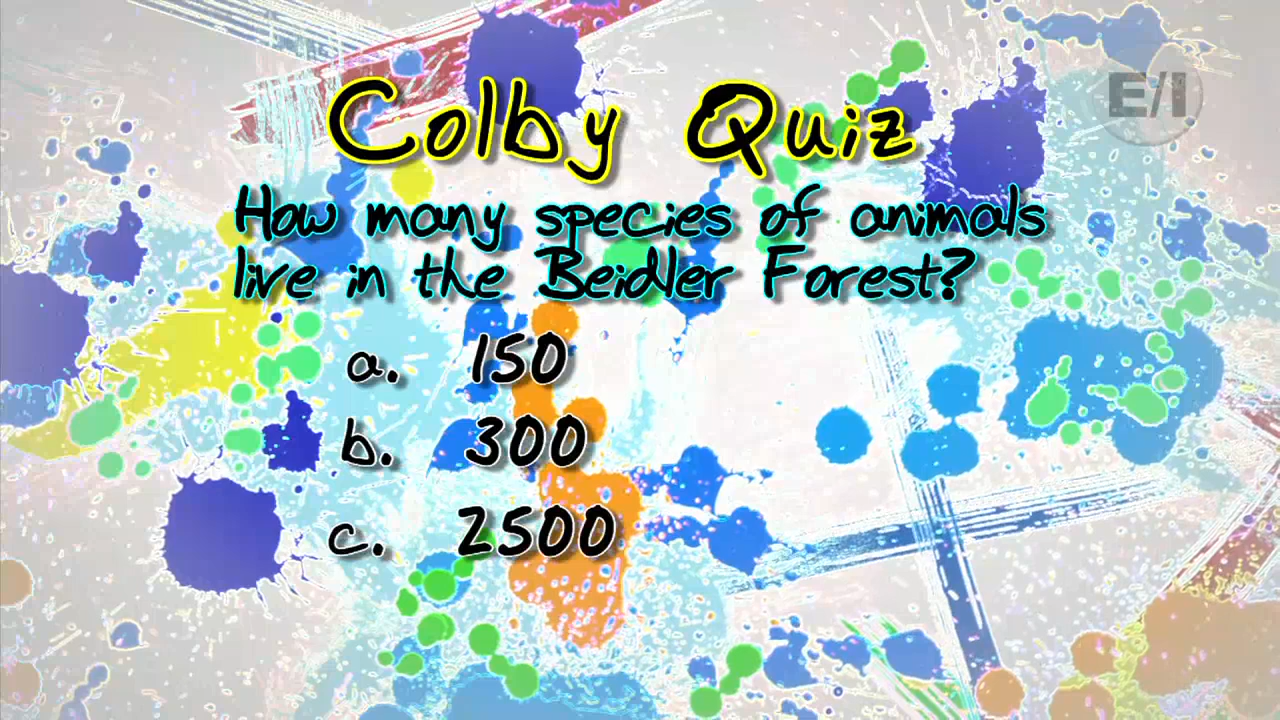 E/I
Colby Quiz
How many species of animals
live in the Beidler Forest?
a. 150
b. 300
c. 2500